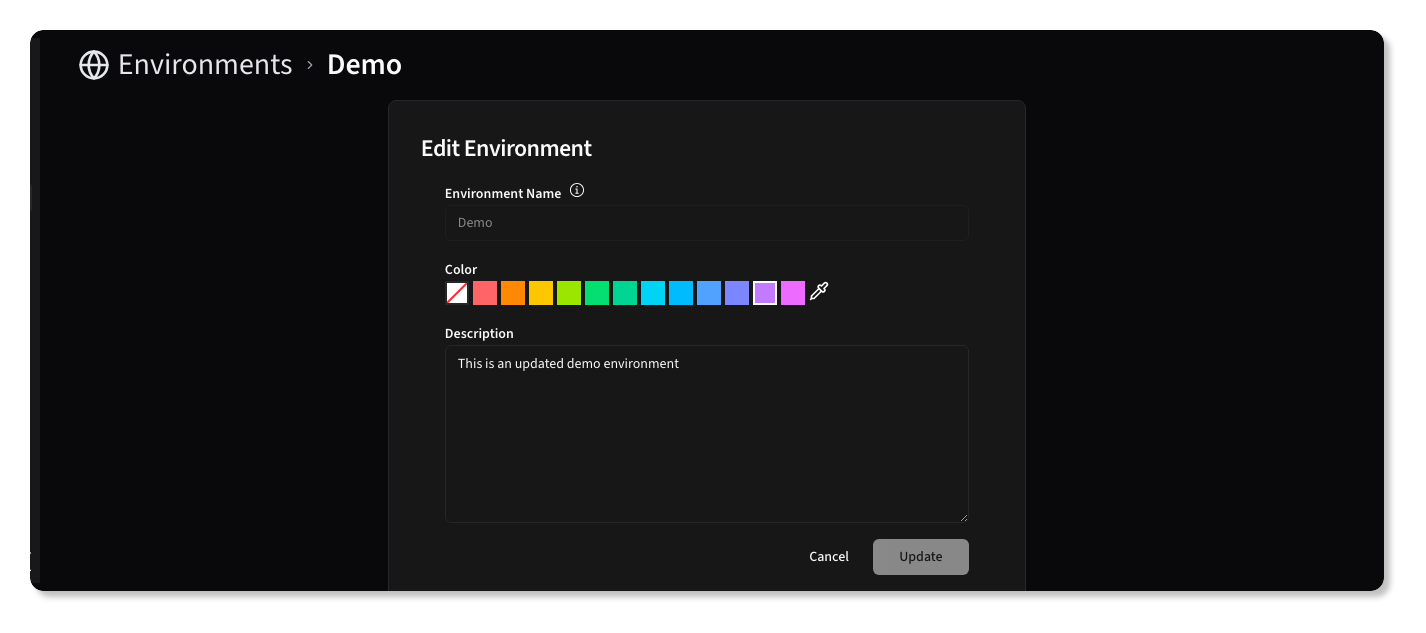 Environments › Demo
Edit Environment
Environment Name
Demo
Color
Description
This is an updated demo environment
Cancel Update